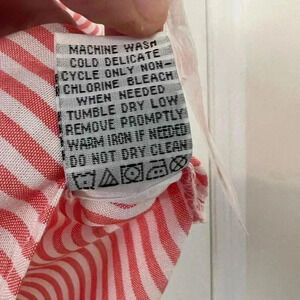 MACHINE WASH
COLD DELICATE
CYCLE ONLY NON-
CHLORINE BLEACH
WHEN NEEDED
TUMBLE DRY LOW
REMOVE PROMPTLY
WARM IRON IF NEEDED
DO NOT DRY CLEAN